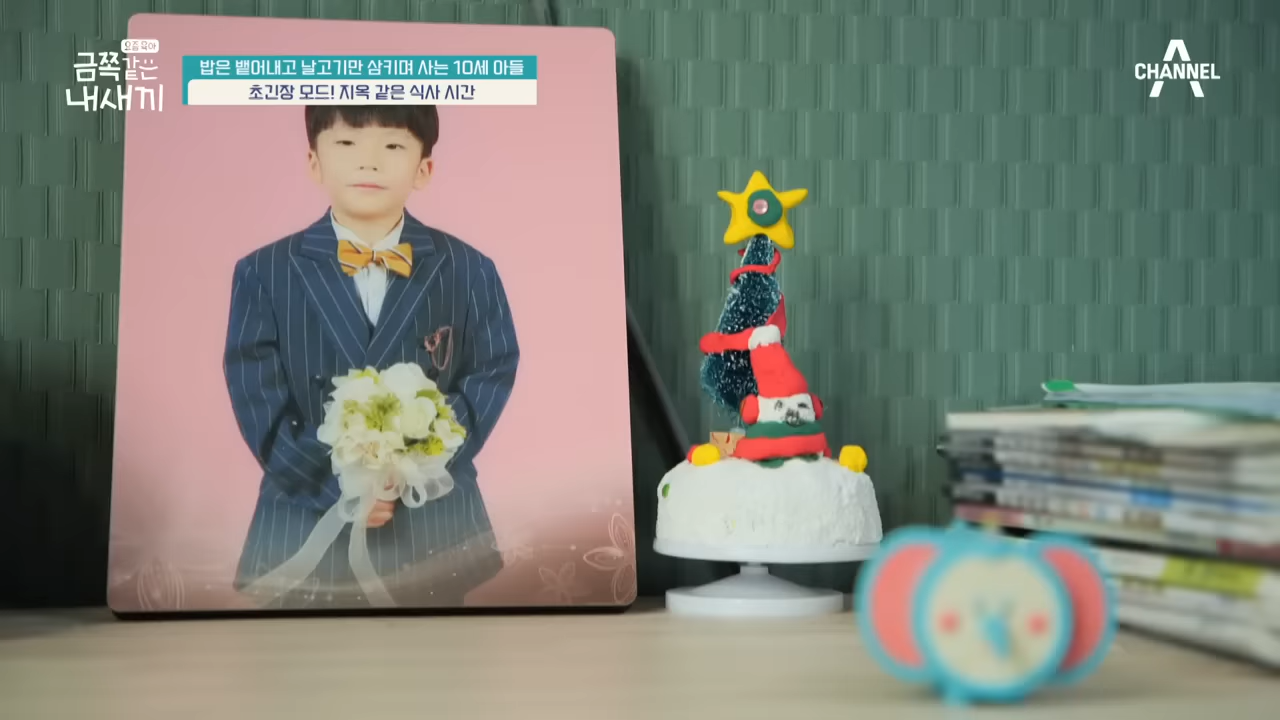 요즘 육아
금쪽같은
내새끼
밥은 뱉어내고 날고기만 삼키며 사는 10세 아들
초긴장 모드! 지옥 같은 식사 시간
CHANNEL A